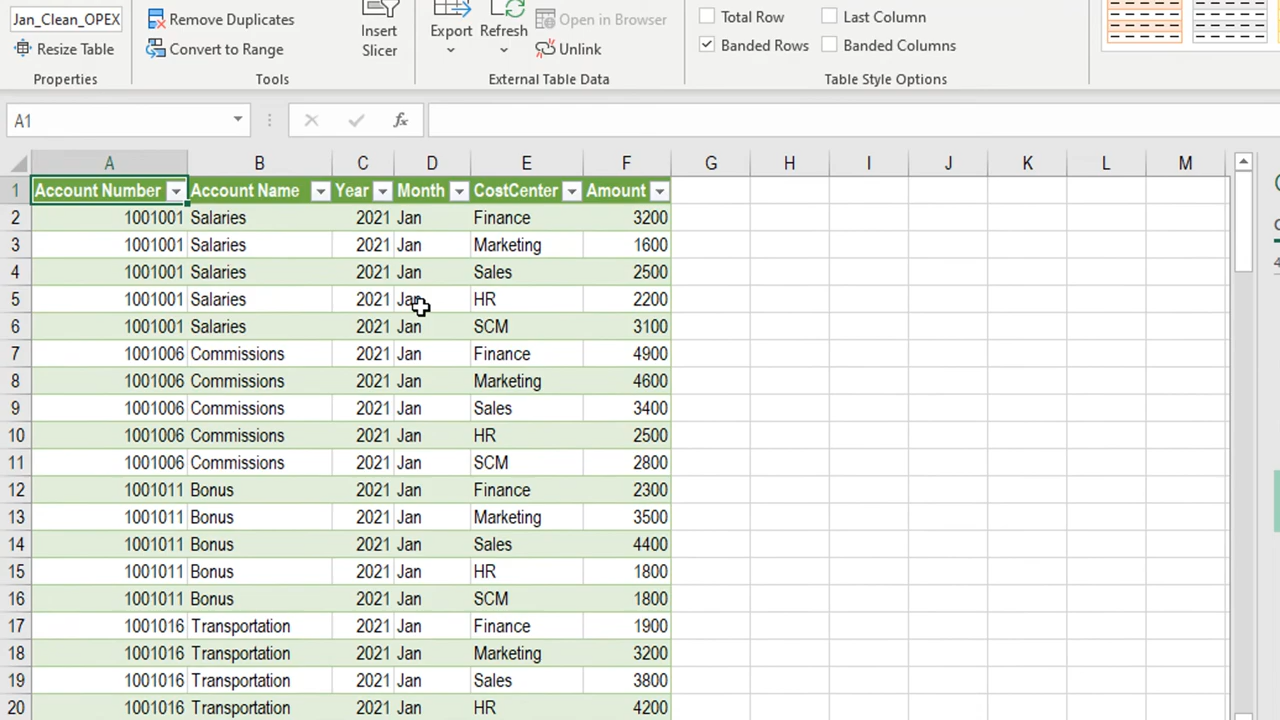 Jan_Clean_OPEX
Resize Table
Properties
Remove Duplicates
Convert to Range
Tools
Insert
Slicer
Export
Refresh
Open in Browser
Unlink
External Table Data
Total Row
Last Column
Banded Rows
Banded Columns
Table Style Options
A1
fx
A B C D E F G H I J K L M
1 Account Number Account Name Year Month CostCenter Amount
2 1001001 Salaries 2021 Jan Finance 3200
3 1001001 Salaries 2021 Jan Marketing 1600
4 1001001 Salaries 2021 Jan Sales 2500
5 1001001 Salaries 2021 Jan HR 2200
6 1001001 Salaries 2021 Jan SCM 3100
7 1001006 Commissions 2021 Jan Finance 4900
8 1001006 Commissions 2021 Jan Marketing 4600
9 1001006 Commissions 2021 Jan Sales 3400
10 1001006 Commissions 2021 Jan HR 2500
11 1001006 Commissions 2021 Jan SCM 2800
12 1001011 Bonus 2021 Jan Finance 2300
13 1001011 Bonus 2021 Jan Marketing 3500
14 1001011 Bonus 2021 Jan Sales 4400
15 1001011 Bonus 2021 Jan HR 1800
16 1001011 Bonus 2021 Jan SCM 1800
17 1001016 Transportation 2021 Jan Finance 1900
18 1001016 Transportation 2021 Jan Marketing 3200
19 1001016 Transportation 2021 Jan Sales 3800
20 1001016 Transportation 2021 Jan HR 4200